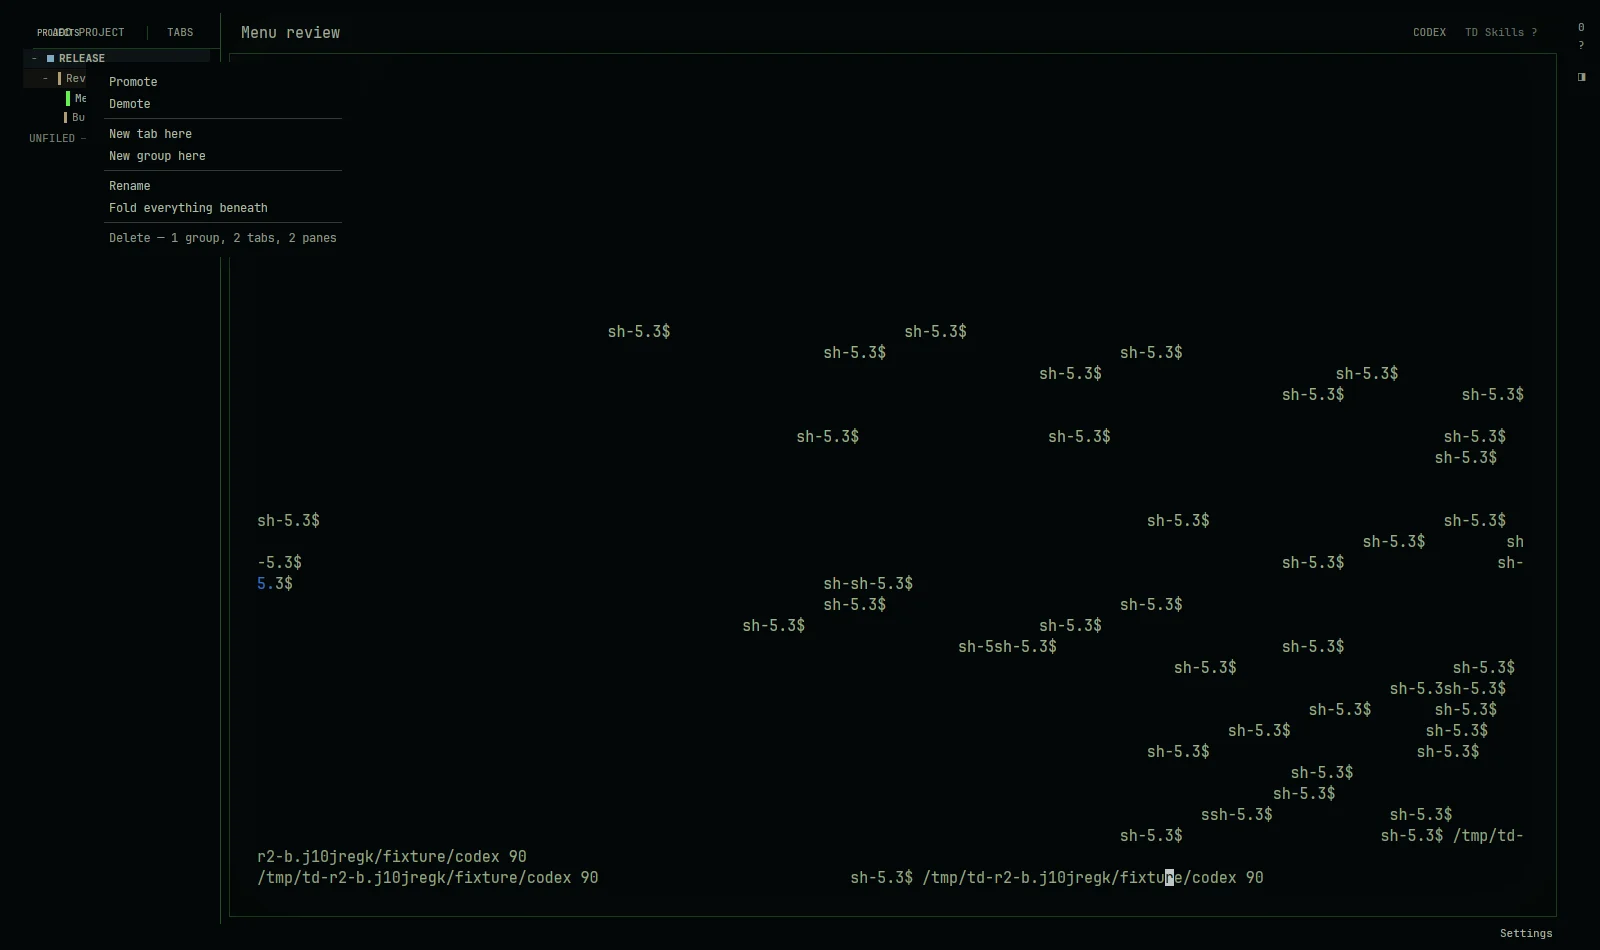 PROJECTS PROJECT TABS Menu review CODEX TD Skills ? 0
?
- RELEASE
- Rev
Me
Bu
UNFILED —
Promote
Demote
New tab here
New group here
Rename
Fold everything beneath
Delete — 1 group, 2 tabs, 2 panes
sh-5.3$ sh-5.3$
sh-5.3$ sh-5.3$
sh-5.3$ sh-5.3$
sh-5.3$ sh-5.3$
sh-5.3$ sh-5.3$ sh-5.3$
sh-5.3$
sh-5.3$ sh-5.3$ sh-5.3$
sh-5.3$ sh
-5.3$ sh-5.3$ sh-
5.3$ sh-sh-5.3$
sh-5.3$ sh-5.3$
sh-5.3$ sh-5.3$
sh-5sh-5.3$ sh-5.3$
sh-5.3$ sh-5.3$
sh-5.3sh-5.3$
sh-5.3$ sh-5.3$
sh-5.3$ sh-5.3$
sh-5.3$ sh-5.3$
sh-5.3$
sh-5.3$
ssh-5.3$ sh-5.3$
sh-5.3$ sh-5.3$ /tmp/td-
r2-b.j10jregk/fixture/codex 90
/tmp/td-r2-b.j10jregk/fixture/codex 90 sh-5.3$ /tmp/td-r2-b.j10jregk/fixture/codex 90
Settings